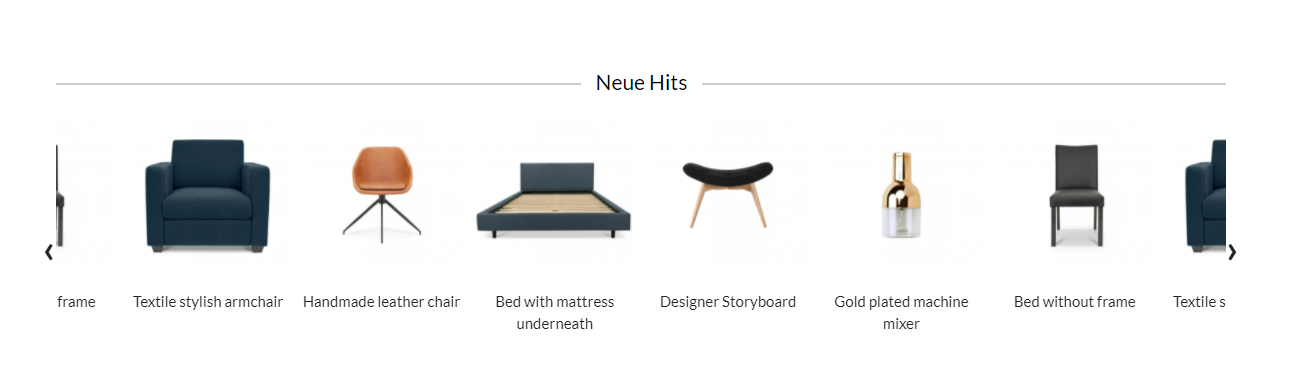 Neue Hits
frame
Textile stylish armchair
Handmade leather chair
Bed with mattress
underneath
Designer Storyboard
Gold plated machine
mixer
Bed without frame
Textile s